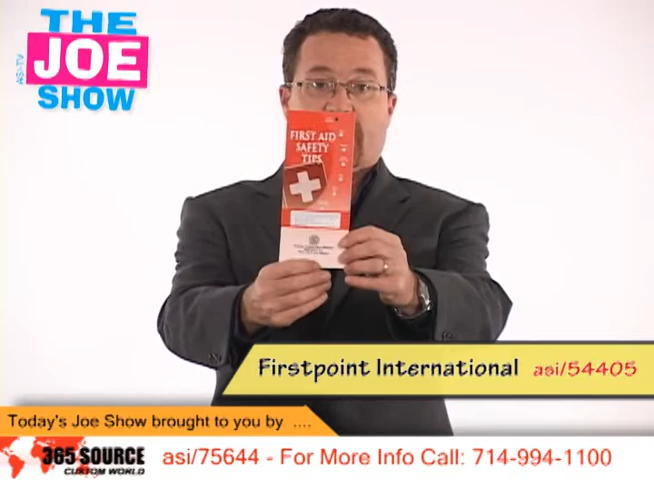 THE
JOE
SHOW
ASI-TV
FIRST AID
SAFETY
TIPS
Firstpoint International asi/54405
Today's Joe Show brought to you by ....
365 SOURCE
CUSTOM WORLD
asi/75644 - For More Info Call: 714-994-1100